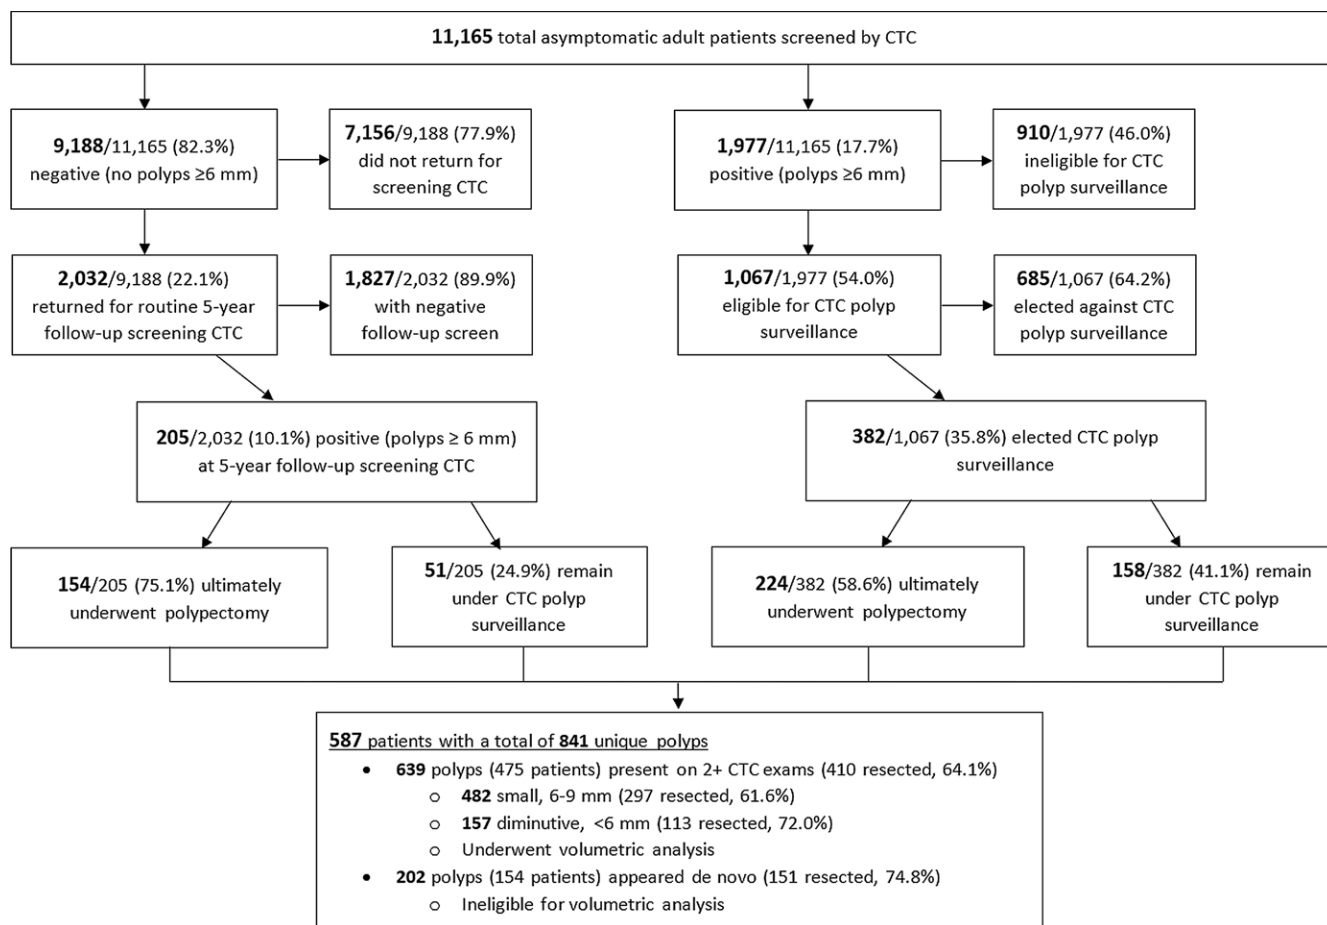 11,165 total asymptomatic adult patients screened by CTC
9,188/11,165 (82.3%)
negative (no polyps ≥6 mm)
7,156/9,188 (77.9%)
did not return for
screening CTC
1,977/11,165 (17.7%)
positive (polyps ≥6 mm)
910/1,977 (46.0%)
ineligible for CTC
polyp surveillance
2,032/9,188 (22.1%)
returned for routine 5-year
follow-up screening CTC
1,827/2,032 (89.9%)
with negative
follow-up screen
1,067/1,977 (54.0%)
eligible for CTC polyp
surveillance
685/1,067 (64.2%)
elected against CTC
polyp surveillance
205/2,032 (10.1%) positive (polyps ≥ 6 mm)
at 5-year follow-up screening CTC
382/1,067 (35.8%) elected CTC polyp
surveillance
154/205 (75.1%) ultimately
underwent polypectomy
51/205 (24.9%) remain
under CTC polyp
surveillance
224/382 (58.6%) ultimately
underwent polypectomy
158/382 (41.1%) remain
under CTC polyp
surveillance
587 patients with a total of 841 unique polyps
• 639 polyps (475 patients) present on 2+ CTC exams (410 resected, 64.1%)
o 482 small, 6-9 mm (297 resected, 61.6%)
o 157 diminutive, <6 mm (113 resected, 72.0%)
o Underwent volumetric analysis
• 202 polyps (154 patients) appeared de novo (151 resected, 74.8%)
o Ineligible for volumetric analysis